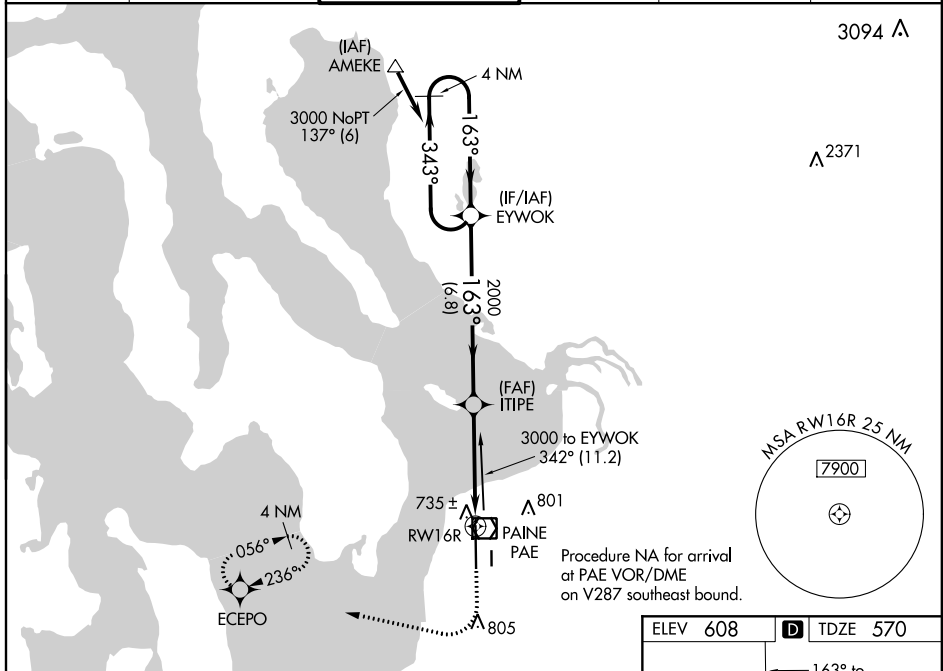 3094
(IAF)
AMEKE
4 NM
3000 NoPT
137° (6)
163°
343°
2371
(IF/IAF)
EYWOK
2000
163°
(6.8)
(FAF)
ITIPE
3000 to EYWOK
342° (11.2)
MSA RW16R 25 NM
7900
735 ±
801
RW16R
PAINE
PAE
4 NM
056°
236°
ECEPO
Procedure NA for arrival
at PAE VOR/DME
on V287 southeast bound.
805
ELEV 608 D TDZE 570
163° to